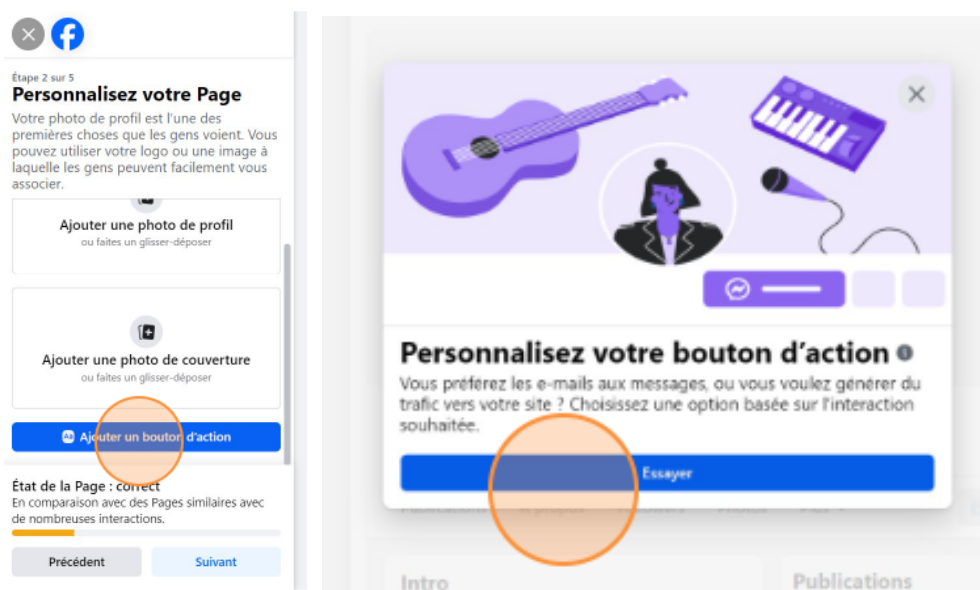 Étape 2 sur 5
Personnalisez votre Page
Votre photo de profil est l'une des
premières choses que les gens voient. Vous
pouvez utiliser votre logo ou une image à
laquelle les gens peuvent facilement vous
associer.
Ajouter une photo de profil
ou faites un glisser-déposer
Ajouter une photo de couverture
ou faites un glisser-déposer
Ajouter un bouton d'action
État de la Page : correct
En comparaison avec des Pages similaires avec
de nombreuses interactions.
Précédent
Suivant
Personnalisez votre bouton d'action
Vous préférez les e-mails aux messages, ou vous voulez générer du
trafic vers votre site ? Choisissez une option basée sur l'interaction
souhaitée.
Essayer
Intro
Publications